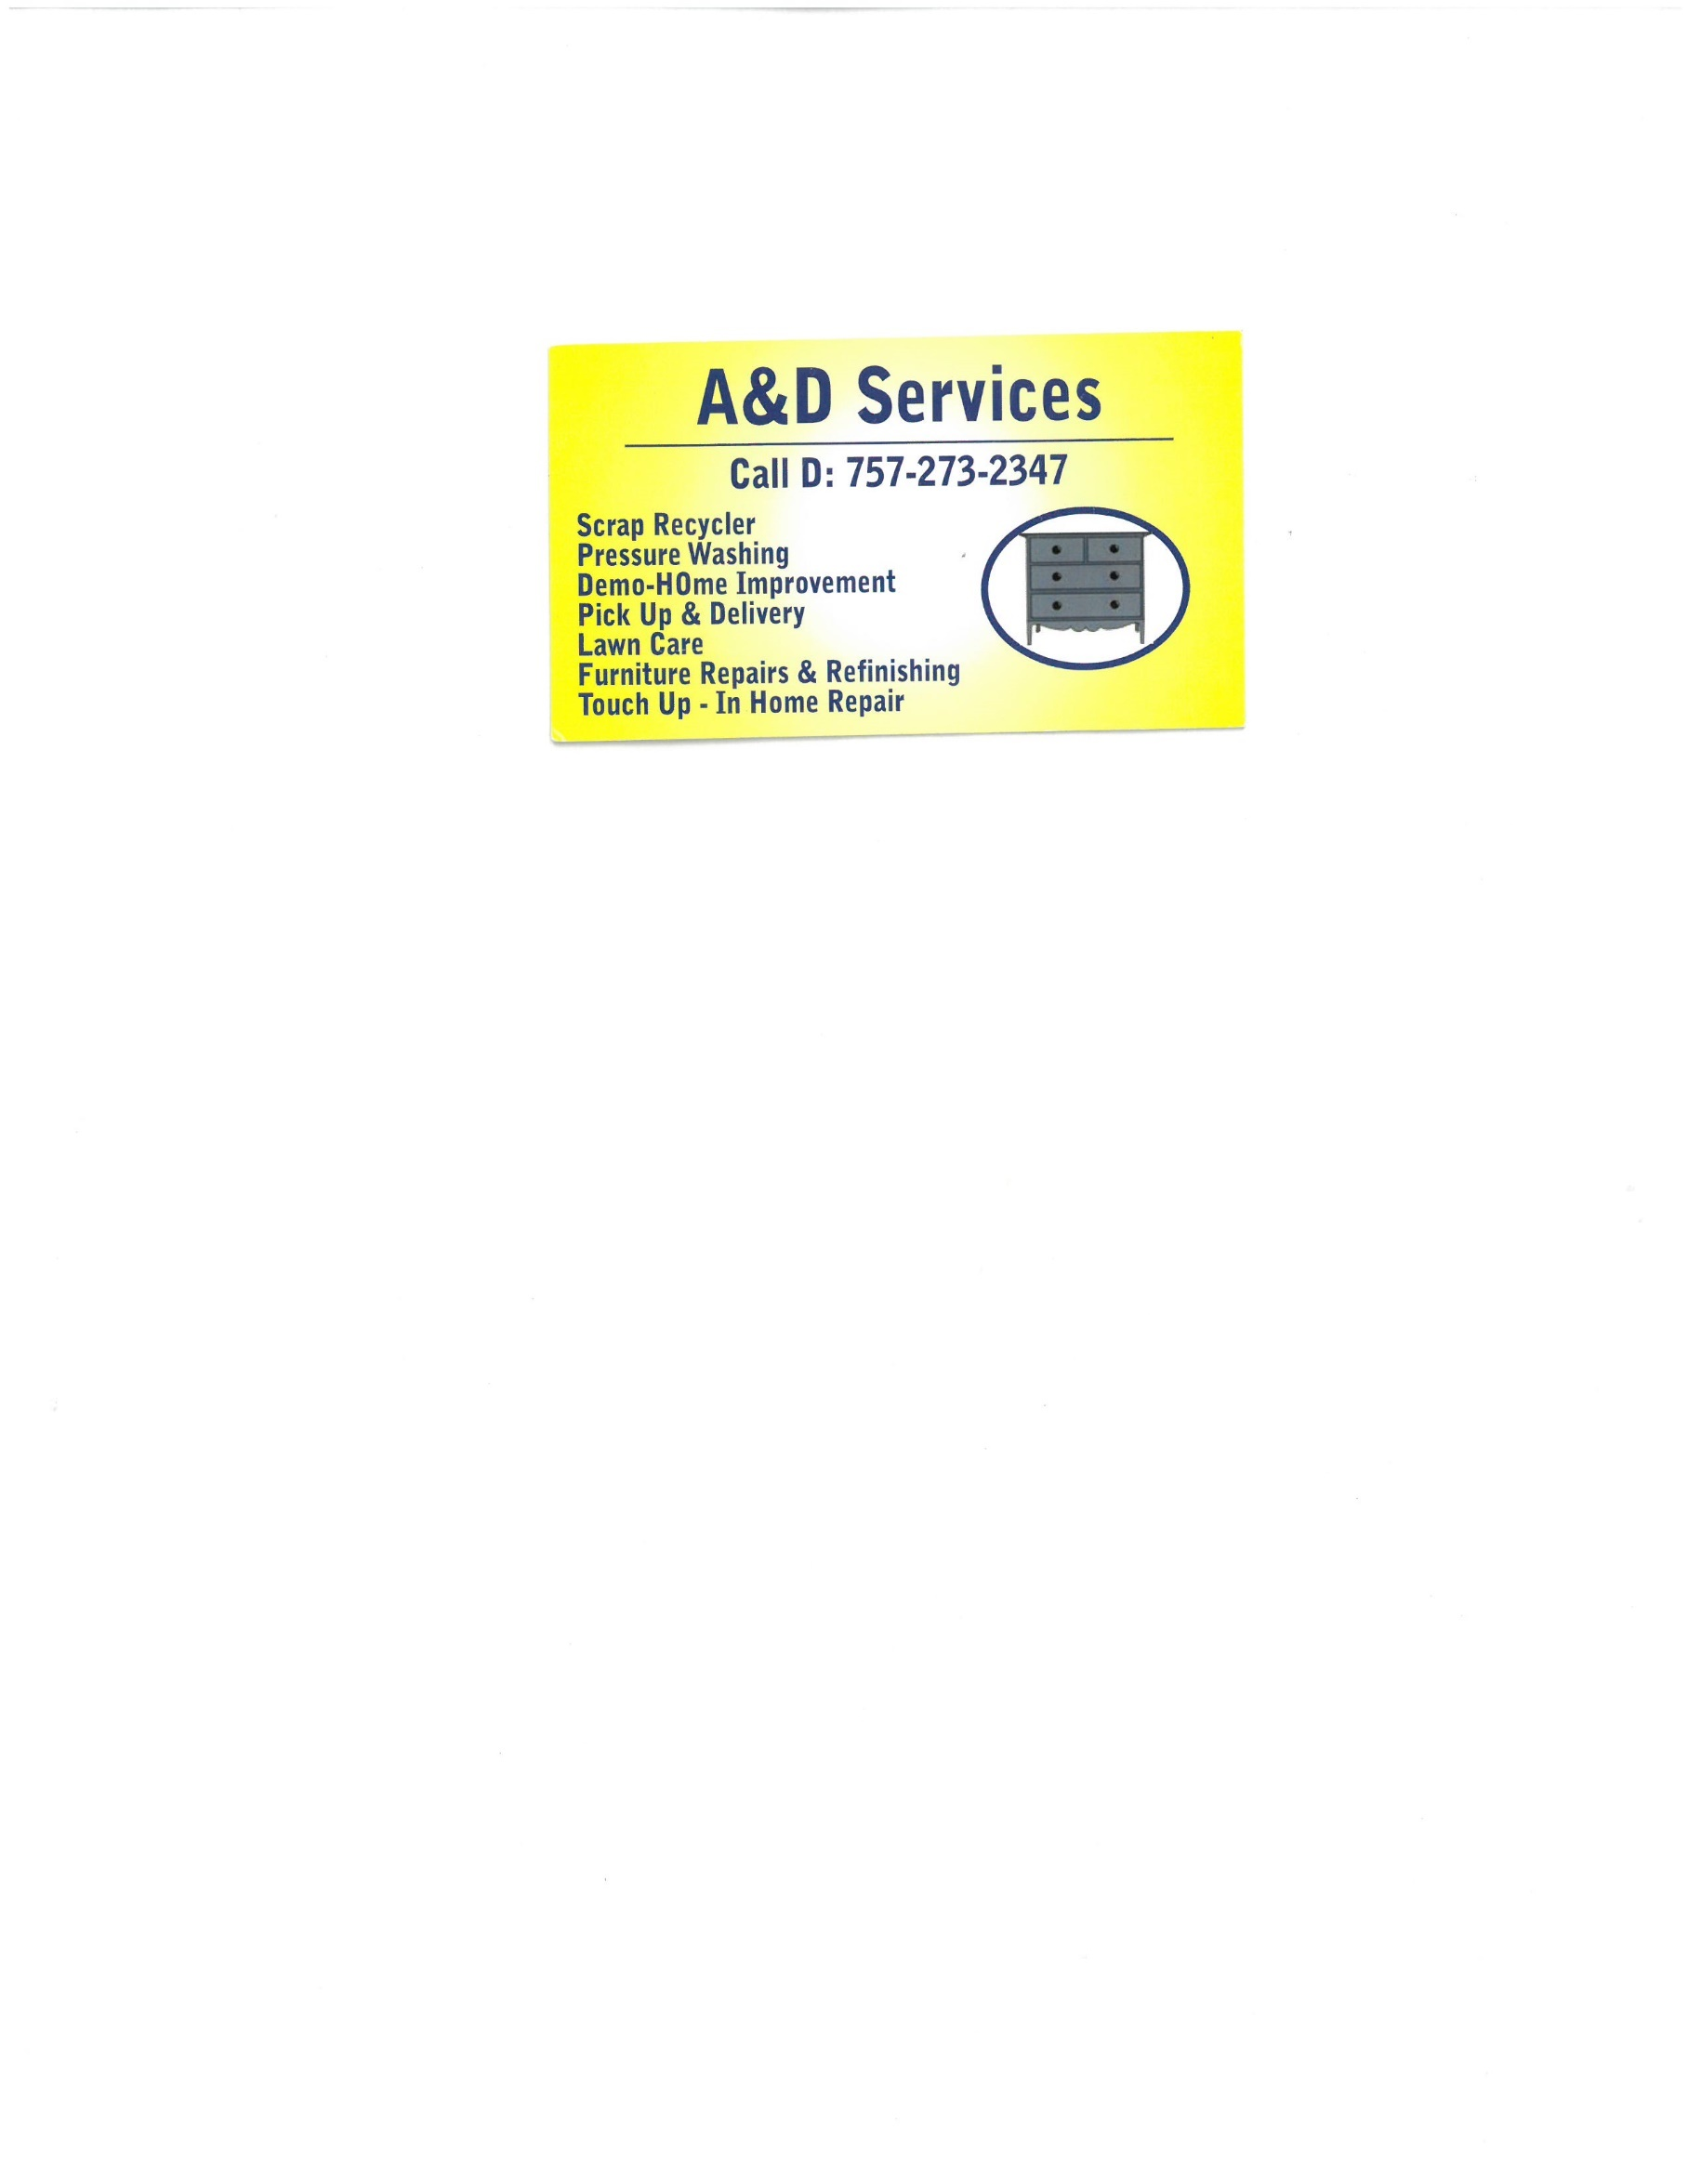 A&D Services
Call D: 757-273-2347
Scrap Recycler
Pressure Washing
Demo-HOme Improvement
Pick Up & Delivery
Lawn Care
Furniture Repairs & Refinishing
Touch Up - In Home Repair